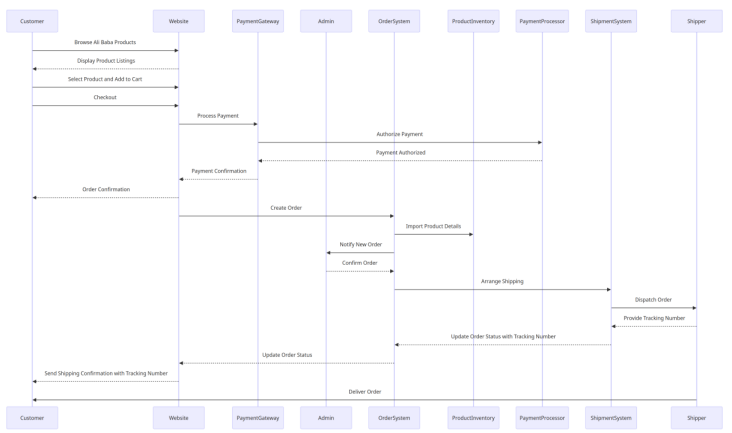 Customer Website PaymentGateway Admin OrderSystem ProductInventory PaymentProcessor ShipmentSystem Shipper
Browse Ali Baba Products
Display Product Listings
Select Product and Add to Cart
Checkout
Process Payment
Authorize Payment
Payment Authorized
Payment Confirmation
Order Confirmation
Create Order
Import Product Details
Notify New Order
Confirm Order
Arrange Shipping
Dispatch Order
Provide Tracking Number
Update Order Status with Tracking Number
Update Order Status
Send Shipping Confirmation with Tracking Number
Deliver Order
Customer Website PaymentGateway Admin OrderSystem ProductInventory PaymentProcessor ShipmentSystem Shipper